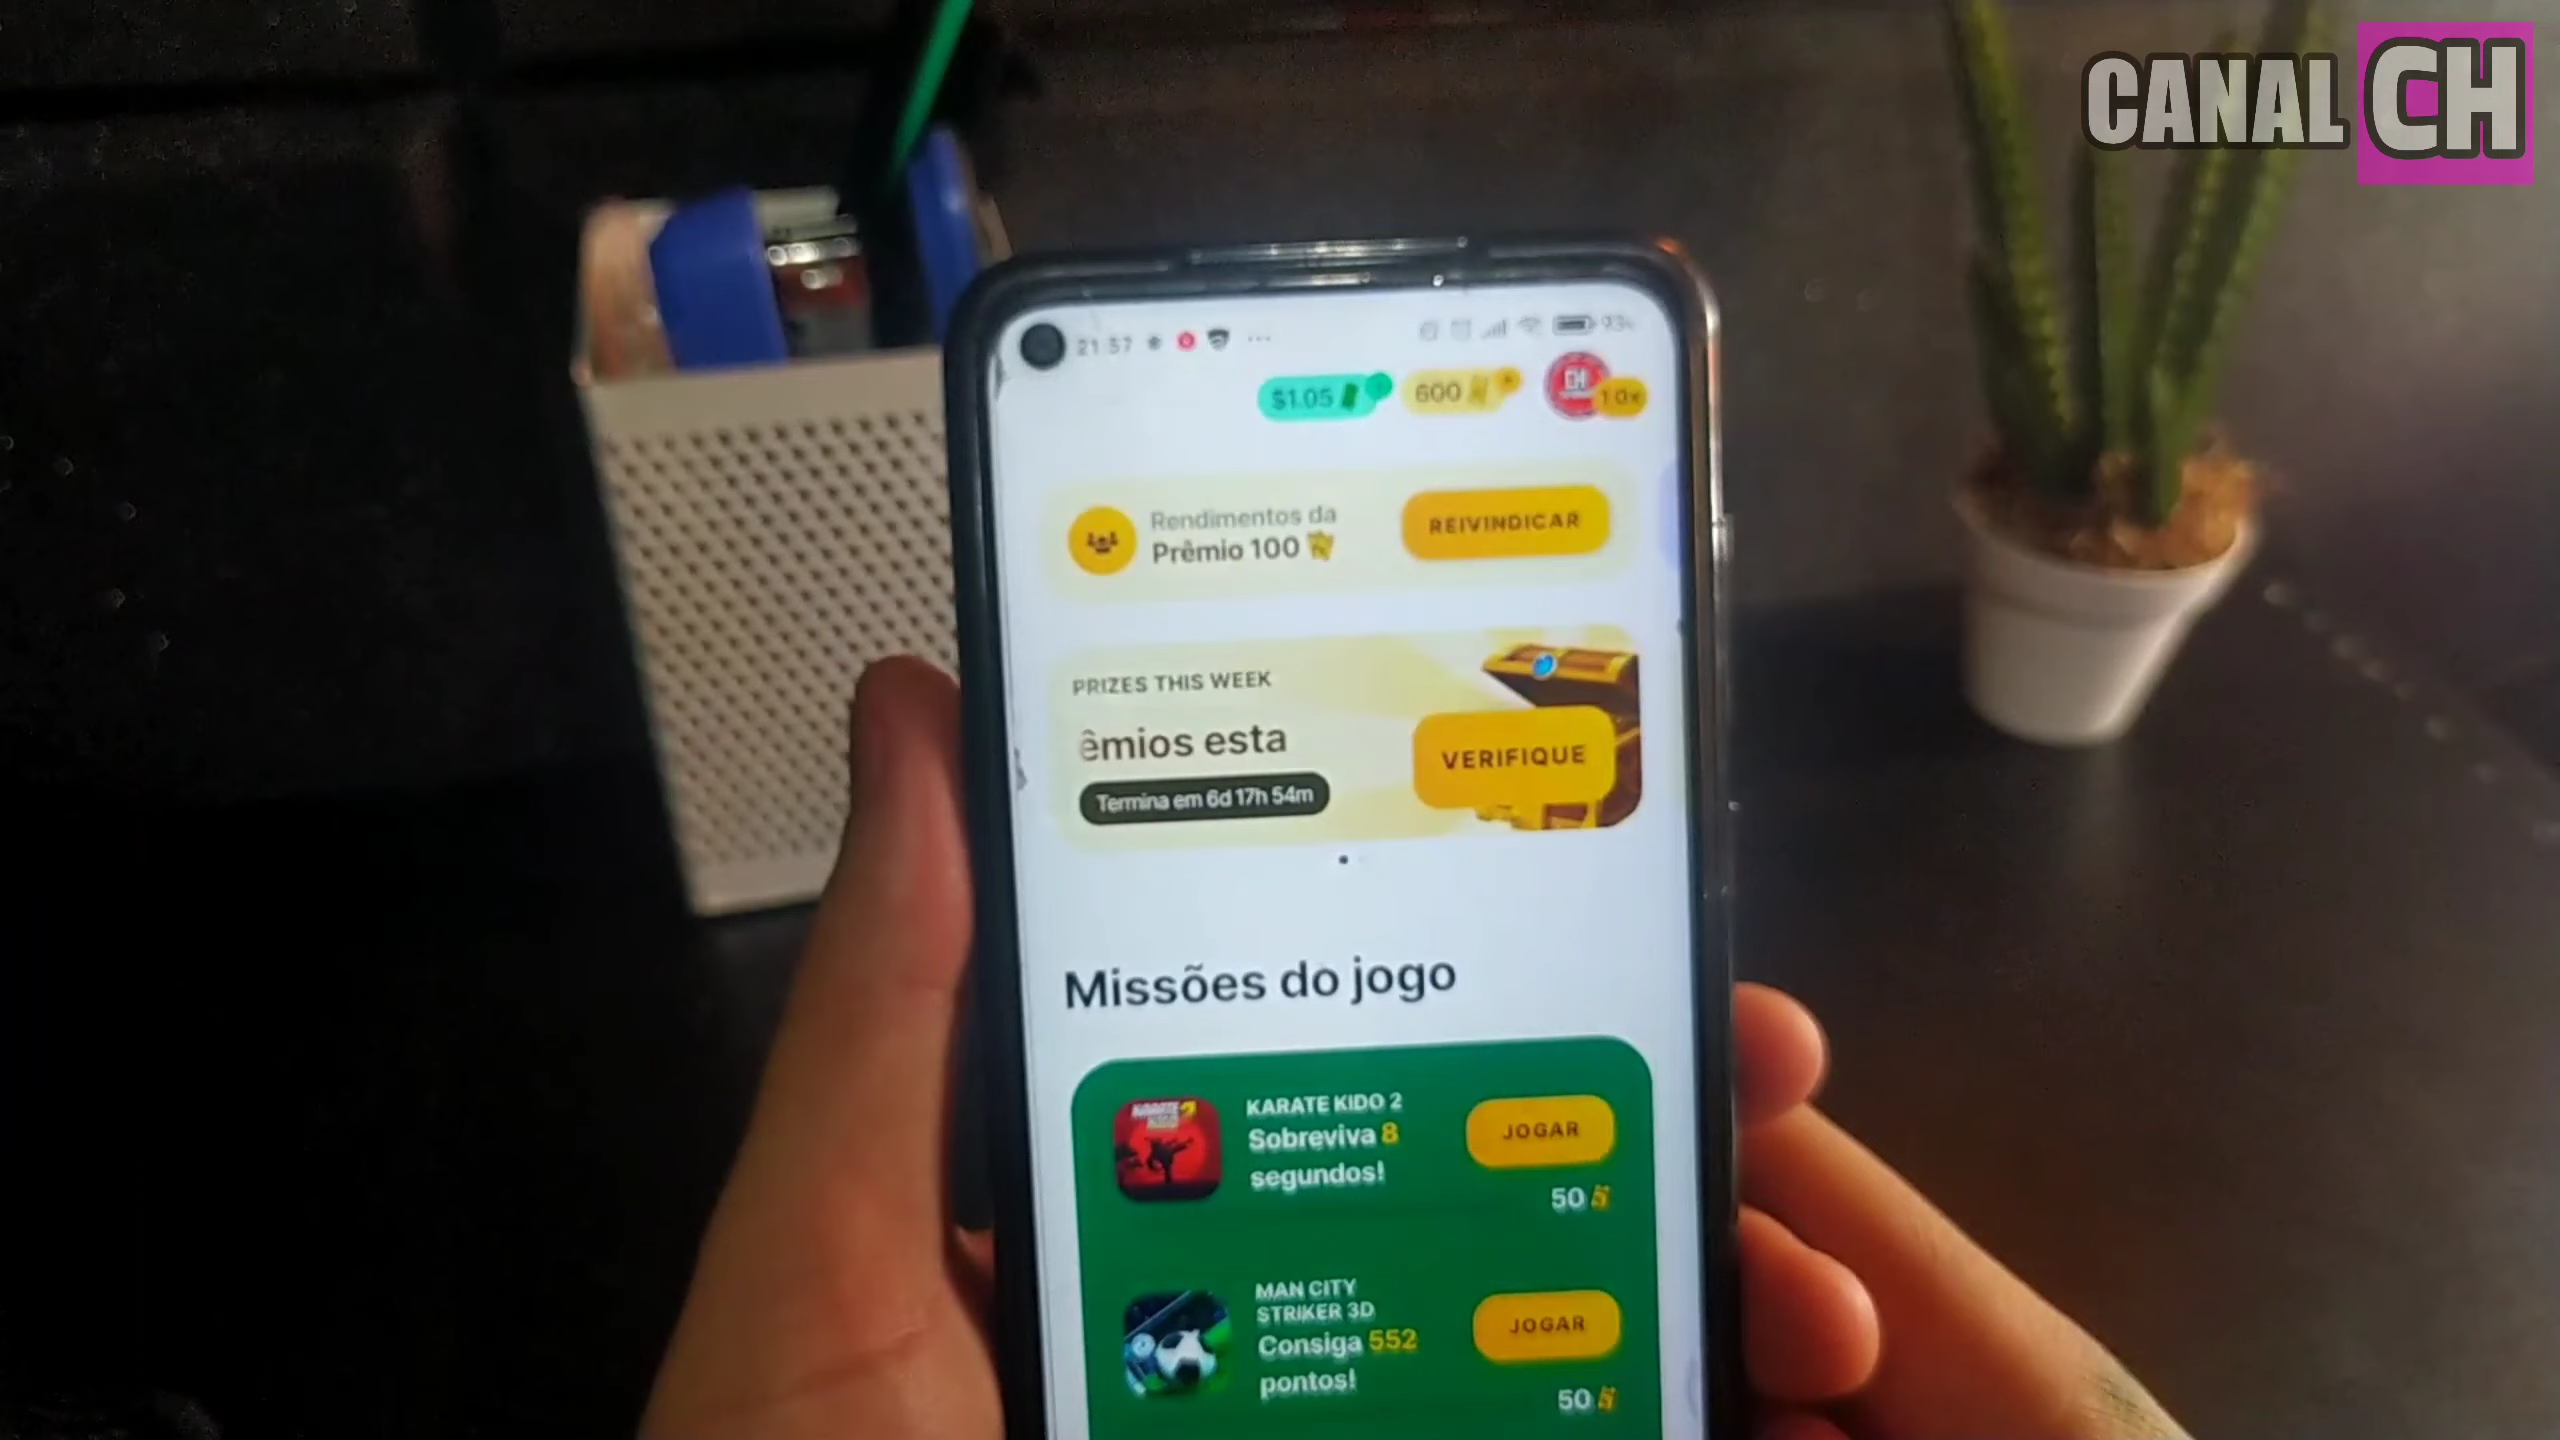 CANAL CH
21:57
93%
$1.05
600
CH
1.0x
Rendimentos da
Prêmio 100
REIVINDICAR
PRIZES THIS WEEK
êmios esta
Termina em 6d 17h 54m
VERIFIQUE
Missões do jogo
KARATE KIDO 2
Sobreviva 8
segundos!
JOGAR
50
MAN CITY
STRIKER 3D
Consiga 552
pontos!
JOGAR
50